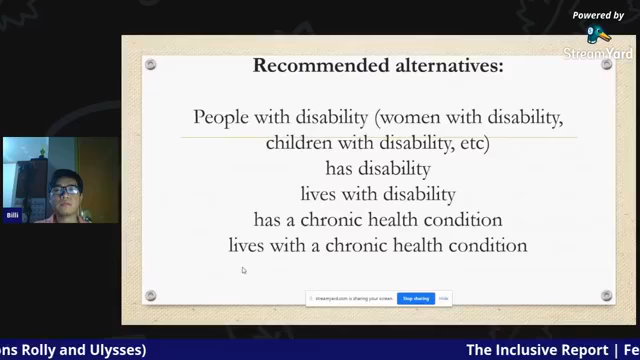 Powered by
StreamYard
Recommended alternatives:
People with disability (women with disability,
children with disability, etc)
has disability
lives with disability
has a chronic health condition
lives with a chronic health condition
Billi
streamyard.com is sharing your screen.
Stop sharing
Hide
ons Rolly and Ulysses)
The Inclusive Report | Fe